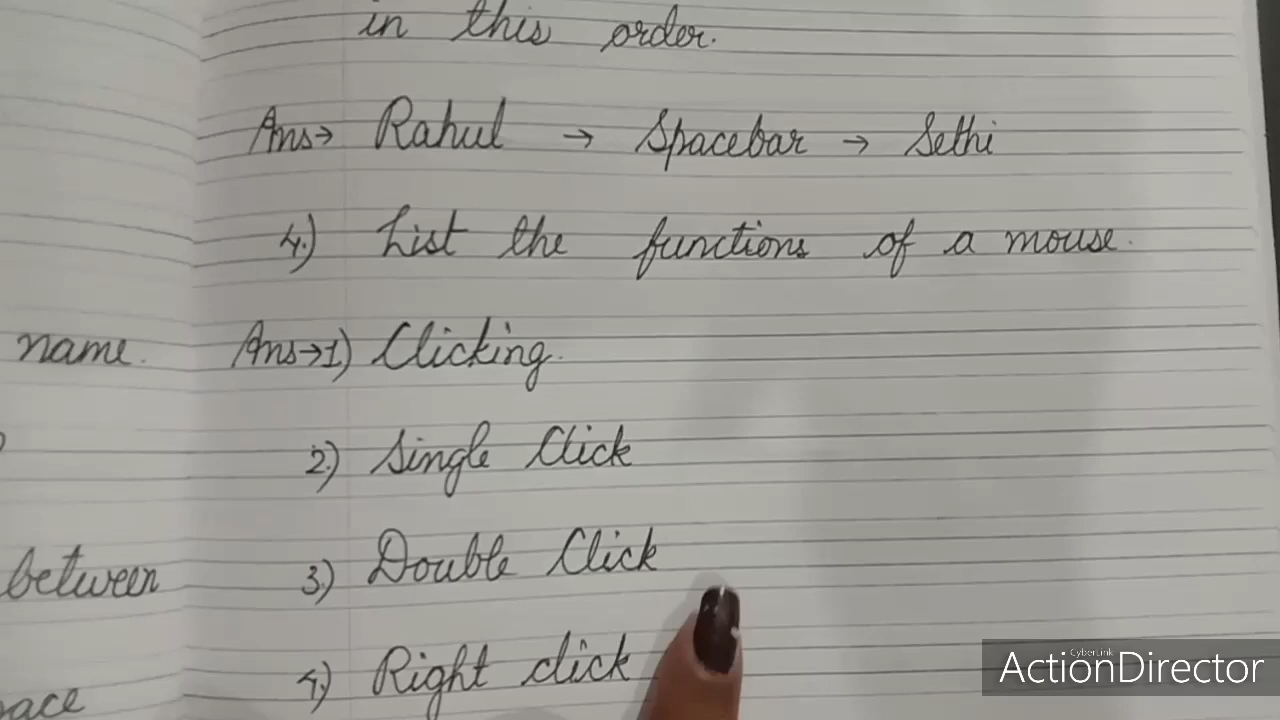 in this order.
Ans→ Rahul → Spacebar → Sethi
4.) List the functions of a mouse.
name.
Ans→1) Clicking.
2.) Single Click
3.) Double Click
between
4.) Right click
CyberLink
ActionDirector